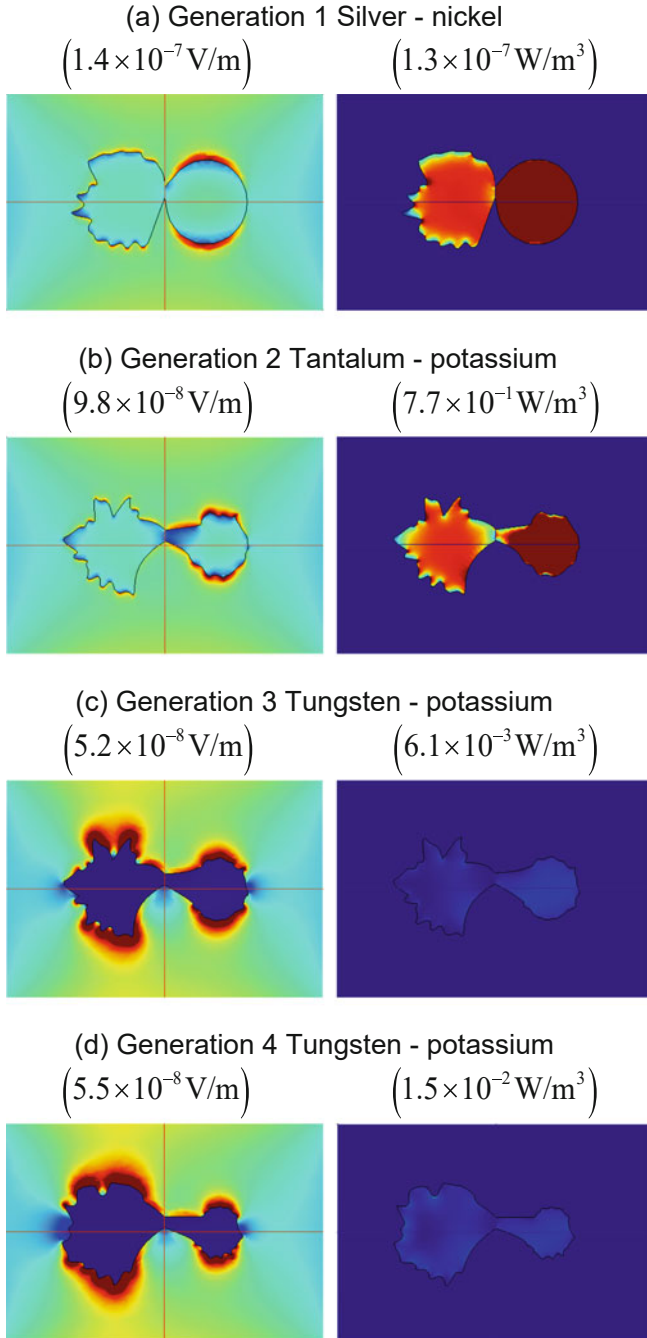 (a) Generation 1 Silver - nickel
(1.4×10⁻⁷ V/m) (1.3×10⁻⁷ W/m³)
(b) Generation 2 Tantalum - potassium
(9.8×10⁻⁸ V/m) (7.7×10⁻¹ W/m³)
(c) Generation 3 Tungsten - potassium
(5.2×10⁻⁸ V/m) (6.1×10⁻³ W/m³)
(d) Generation 4 Tungsten - potassium
(5.5×10⁻⁸ V/m) (1.5×10⁻² W/m³)